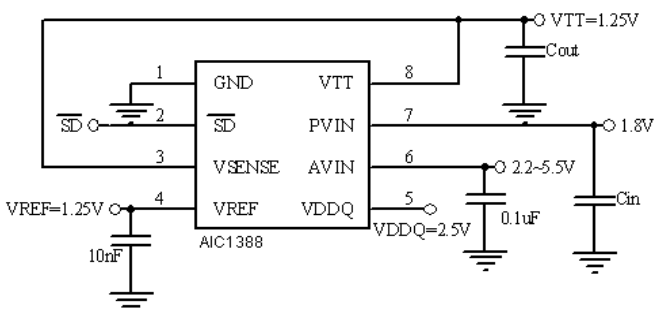 VTT=1.25V
Cout
1 GND VTT 8
SD 2 SD PVIN 7 1.8V
3 VSENSE AVIN 6 2.2~5.5V
VREF=1.25V 4 VREF VDDQ 5
Cin
0.1uF
VDDQ=2.5V
AIC1388
10nF